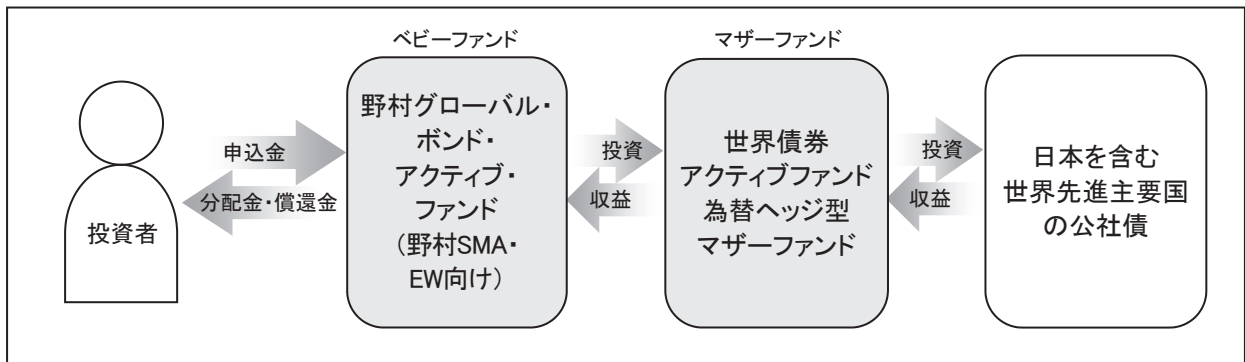 ベビーファンド
マザーファンド
投資者
申込金
分配金・償還金
野村グローバル・
ボンド・
アクティブ・
ファンド
(野村SMA・
EW向け)
投資
収益
世界債券
アクティブファンド
為替ヘッジ型
マザーファンド
投資
収益
日本を含む
世界先進主要国
の公社債